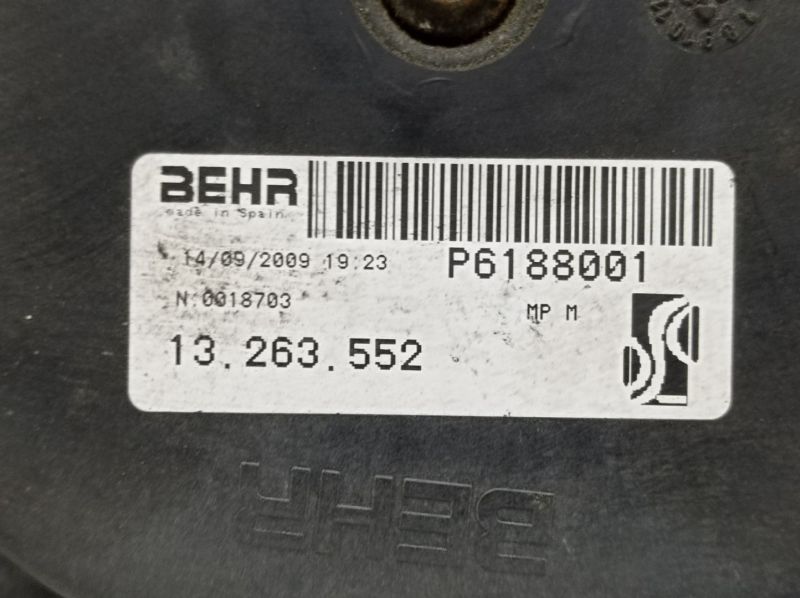 BEHR
made in Spain
14/09/2009 19:23
P6188001
N:0018703
MP M
13.263.552
BEHR